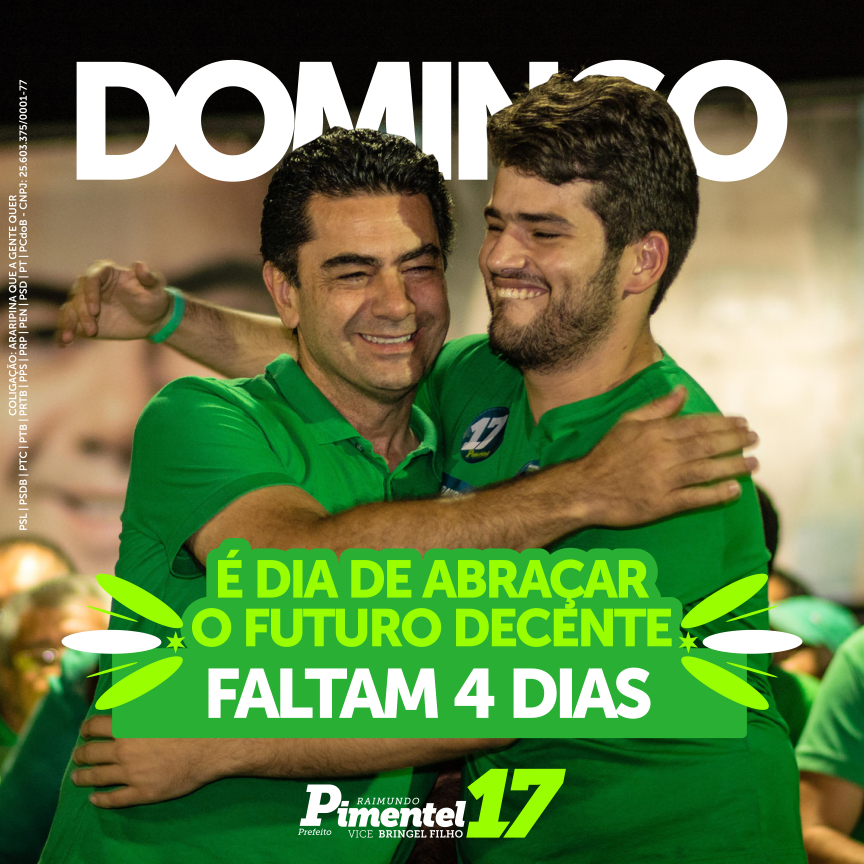 DOMINGO
COLIGAÇÃO: ARARIPINA QUE A GENTE QUER
PSL | PSDB | PTC | PTB | PRTB | PPS | PRP | PEN | PSD | PT | PCdoB - CNPJ: 25.603.375/0001-77
17
Pimentel
É DIA DE ABRAÇAR
O FUTURO DECENTE
FALTAM 4 DIAS
RAIMUNDO
Pimentel 17
Prefeito VICE BRINGEL FILHO